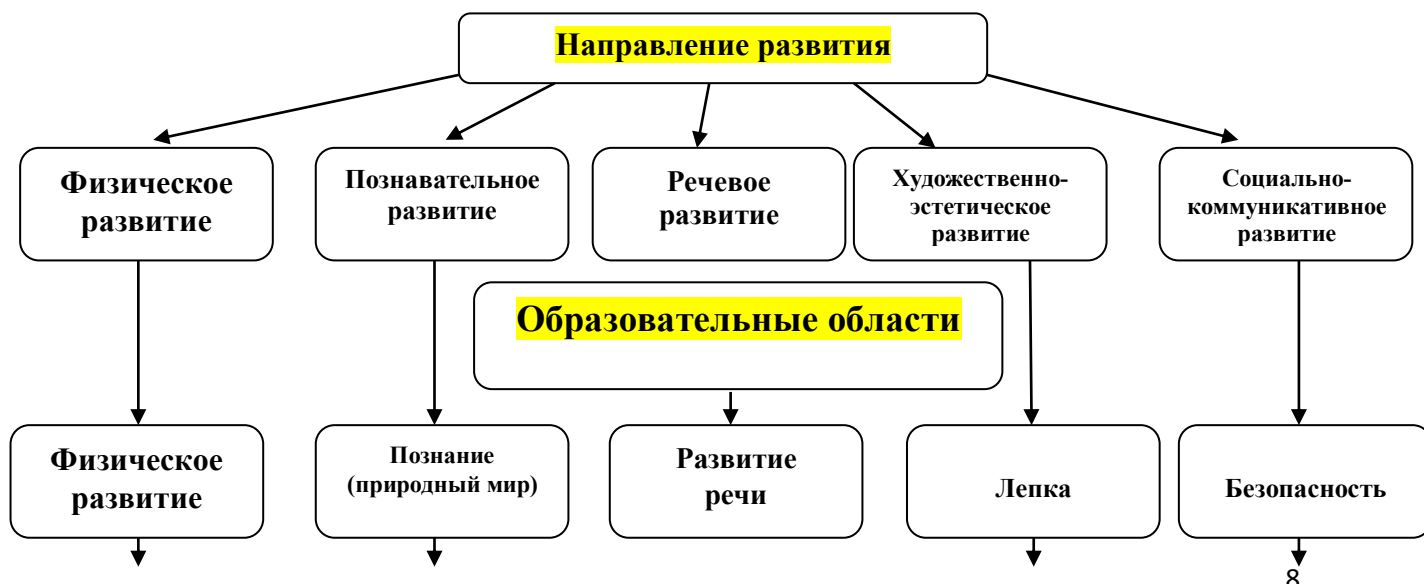 Направление развития
Физическое
развитие
Познавательное
развитие
Речевое
развитие
Художественно-
эстетическое
развитие
Социально-
коммуникативное
развитие
Образовательные области
Физическое
развитие
Познание
(природный мир)
Развитие
речи
Лепка
Безопасность
8